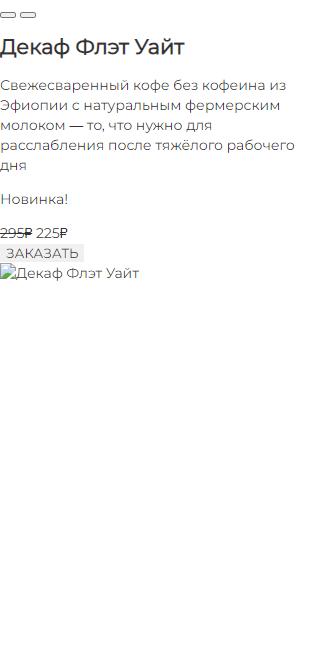 Декаф Флэт Уайт
Свежесваренный кофе без кофеина из
Эфиопии с натуральным фермерским
молоком — то, что нужно для
расслабления после тяжёлого рабочего
дня
Новинка!
295₽ 225₽
ЗАКАЗАТЬ
Декаф Флэт Уайт